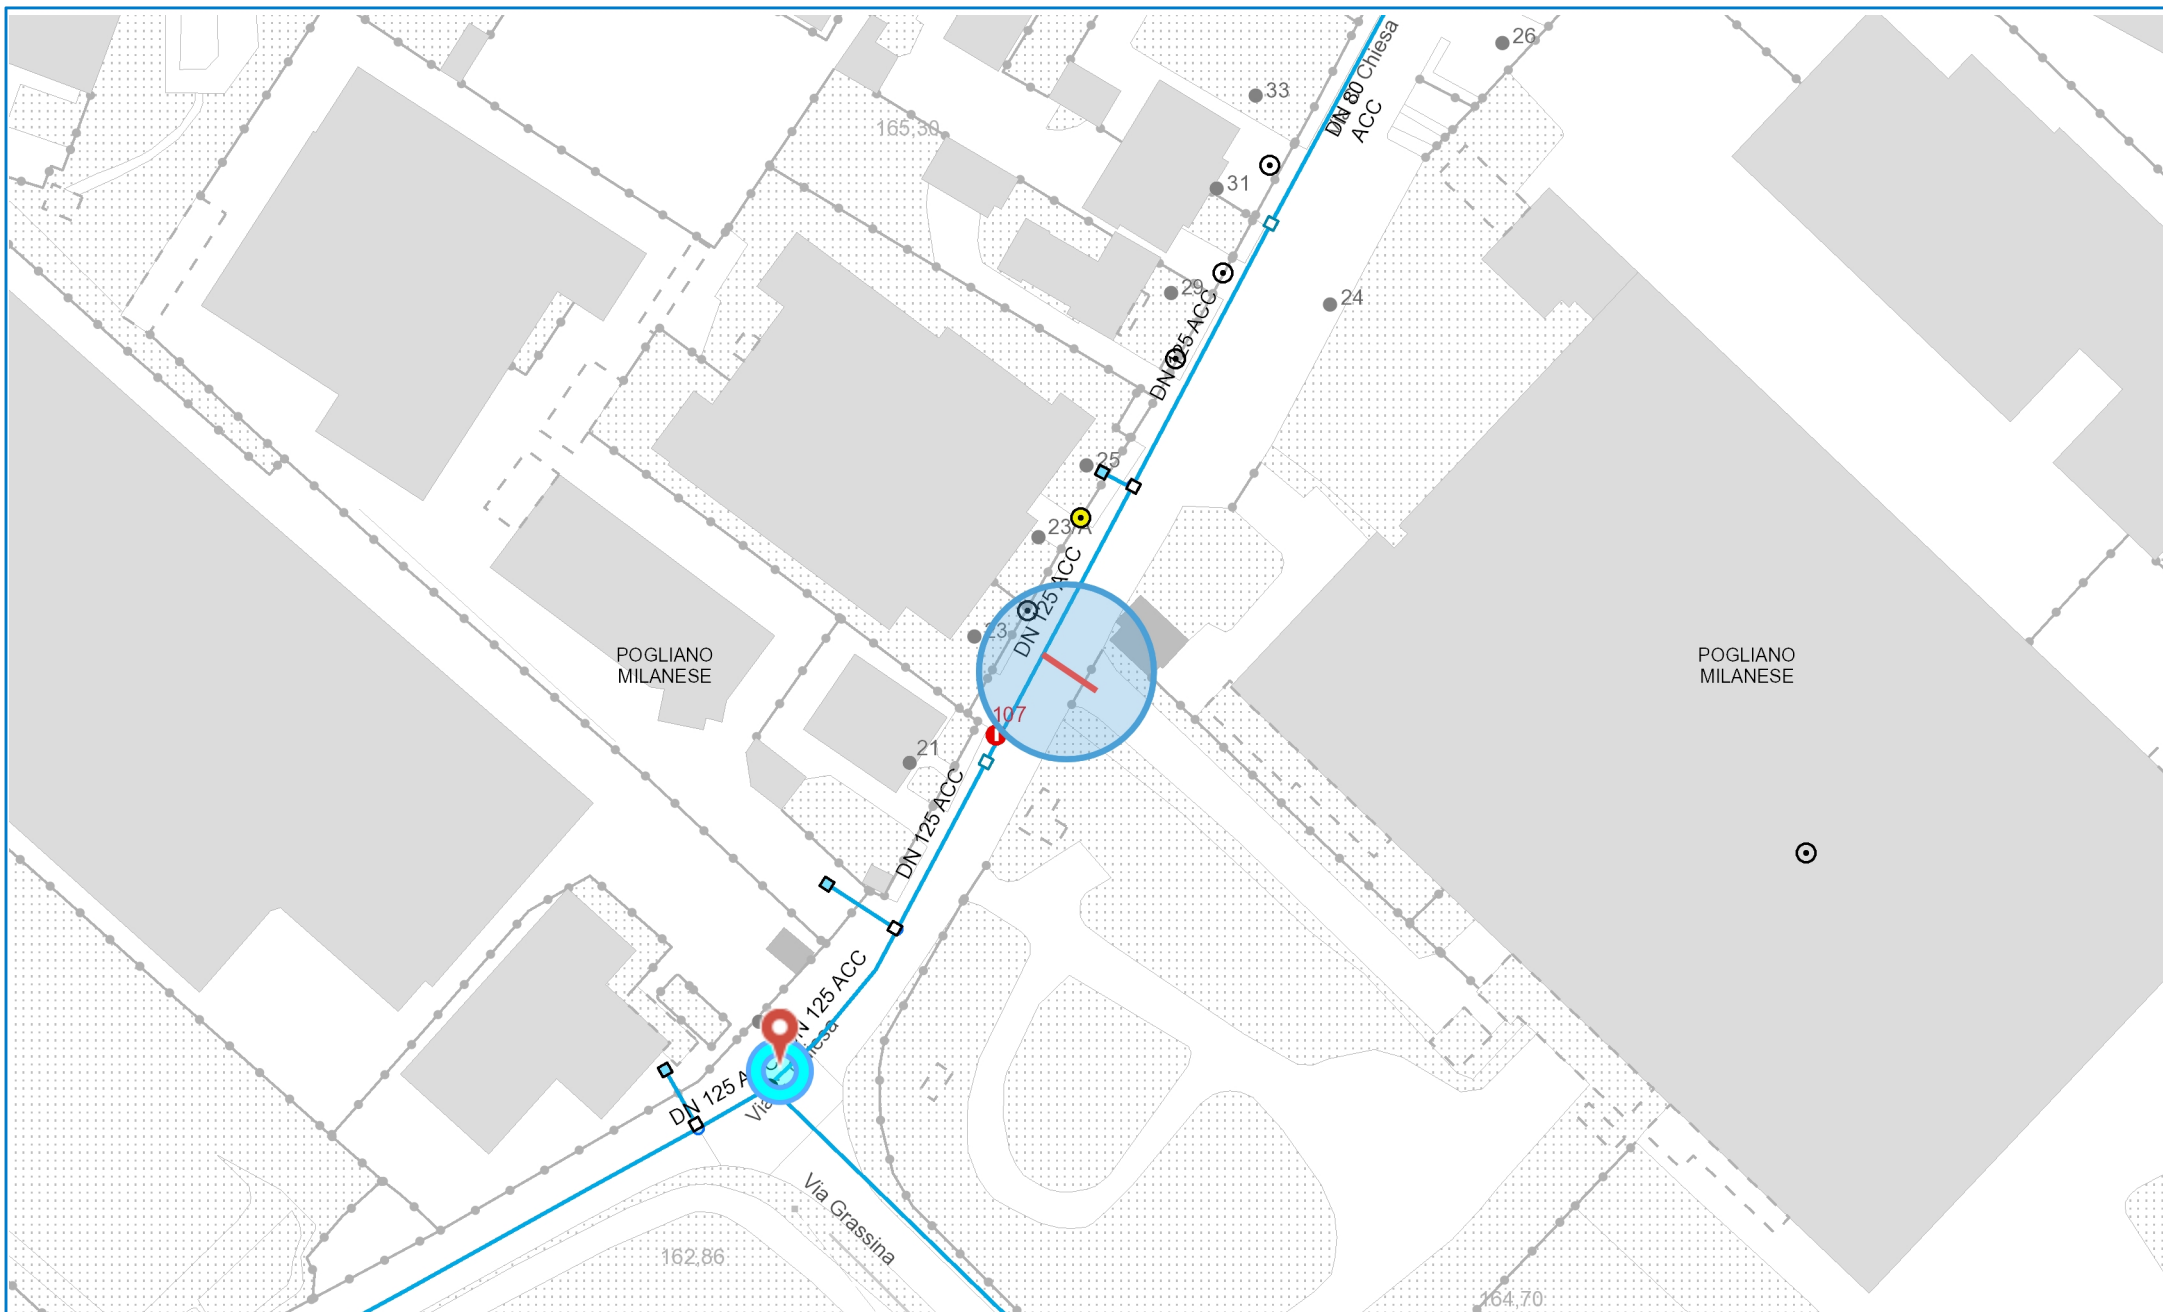 26
33
Chiesa
DN 80
ACC
165,30
31
29
24
DN 125 ACC
25
23/A
DN 125 ACC
23
POGLIANO
MILANESE
POGLIANO
MILANESE
107
21
DN 125 ACC
DN 125 ACC
DN 125
Via
Via Grassina
162,86
164,70